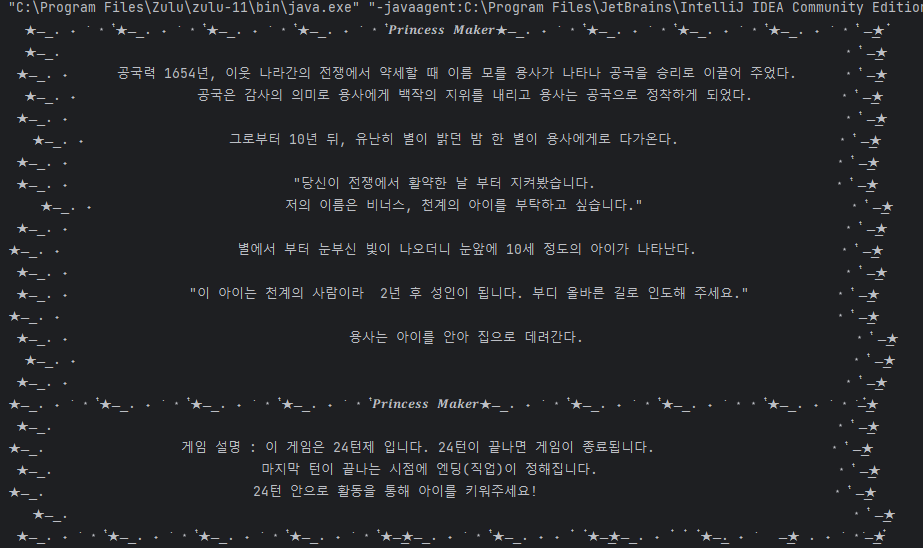 "C:\Program Files\Zulu\zulu-11\bin\java.exe" "-javaagent:C:\Program Files\JetBrains\IntelliJ IDEA Community Edition
Princess Maker
공국력 1654년, 이웃 나라간의 전쟁에서 약세할 때 이름 모를 용사가 나타나 공국을 승리로 이끌어 주었다.
공국은 감사의 의미로 용사에게 백작의 지위를 내리고 용사는 공국으로 정착하게 되었다.
그로부터 10년 뒤, 유난히 별이 밝던 밤 한 별이 용사에게로 다가온다.
"당신이 전쟁에서 활약한 날 부터 지켜봤습니다.
저의 이름은 비너스, 천계의 아이를 부탁하고 싶습니다."
별에서 부터 눈부신 빛이 나오더니 눈앞에 10세 정도의 아이가 나타난다.
"이 아이는 천계의 사람이라  2년 후 성인이 됩니다. 부디 올바른 길로 인도해 주세요."
용사는 아이를 안아 집으로 데려간다.
Princess Maker
게임 설명 : 이 게임은 24턴제 입니다. 24턴이 끝나면 게임이 종료됩니다.
마지막 턴이 끝나는 시점에 엔딩(직업)이 정해집니다.
24턴 안으로 활동을 통해 아이를 키워주세요!